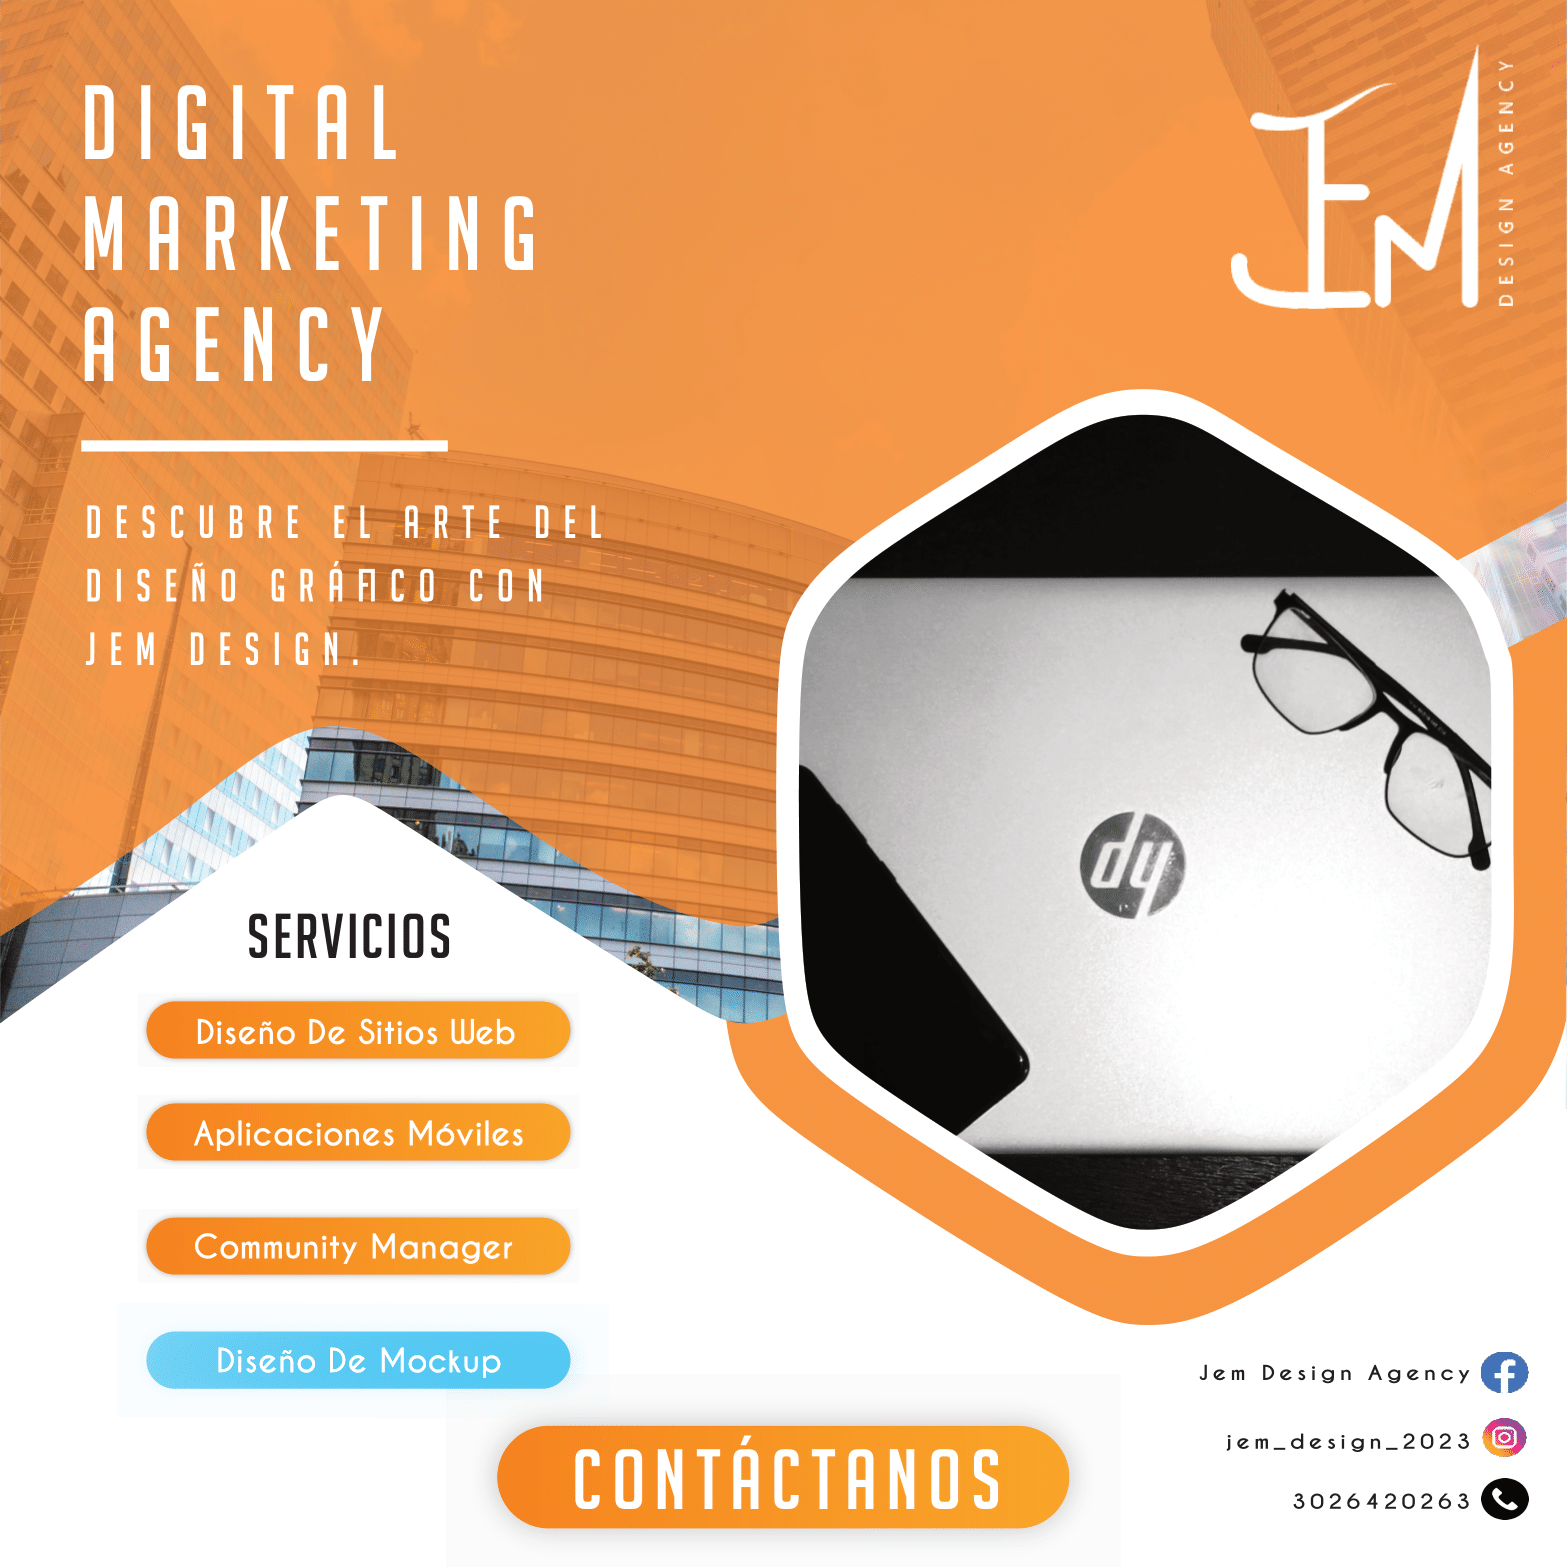 DIGITAL
MARKETING
AGENCY
JEM
DESIGN AGENCY
DESCUBRE EL ARTE DEL
DISEÑO GRÁFICO CON
JEM DESIGN.
hp
SERVICIOS
Diseño De Sitios Web
Aplicaciones Móviles
Community Manager
Diseño De Mockup
CONTÁCTANOS
Jem Design Agency
jem_design_2023
3026420263